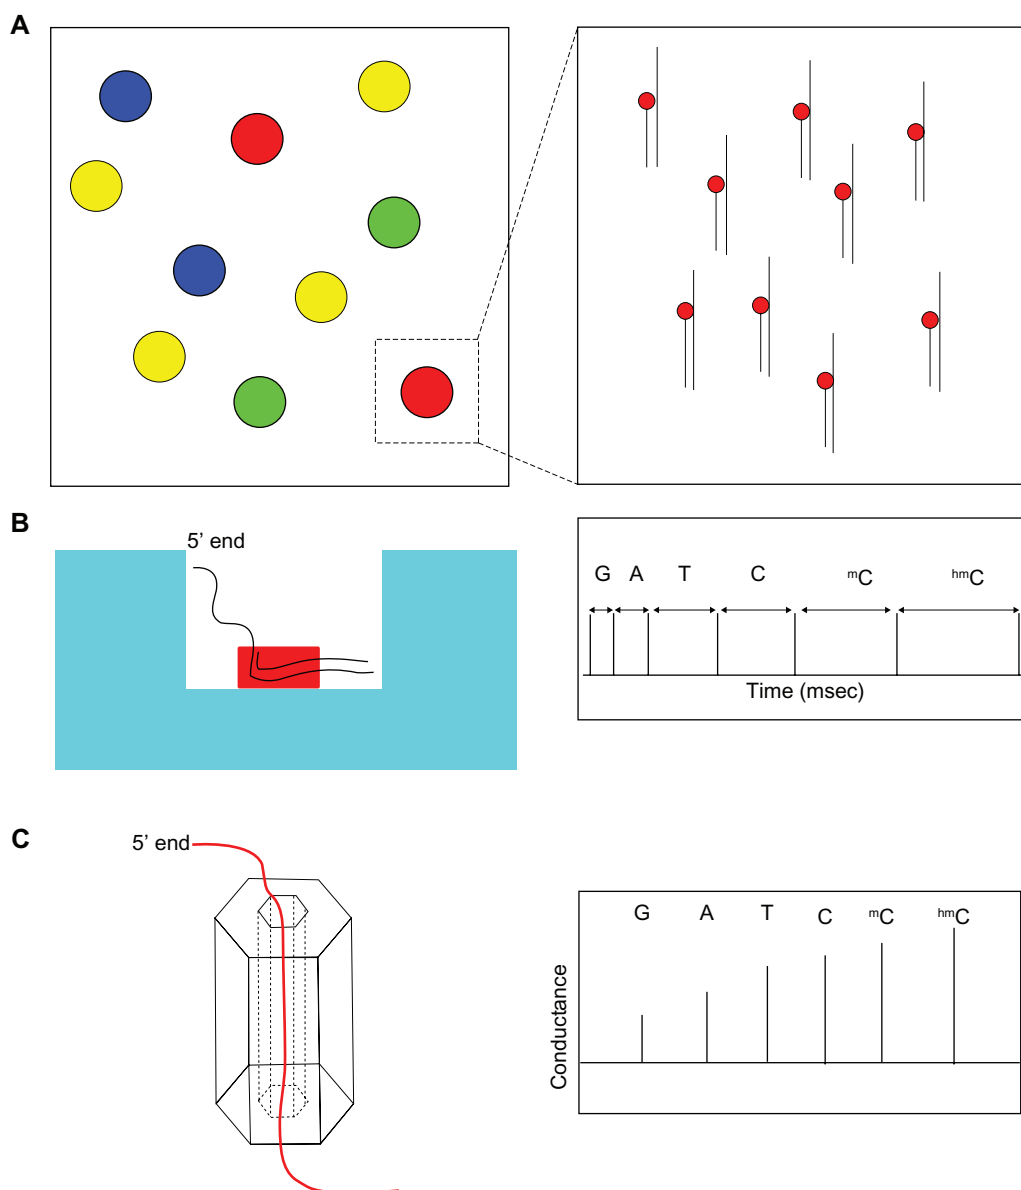 A
B
5’ end
G A T C ᵐC ʰᵐC
Time (msec)
C
5’ end
G A T C ᵐC ʰᵐC
Conductance